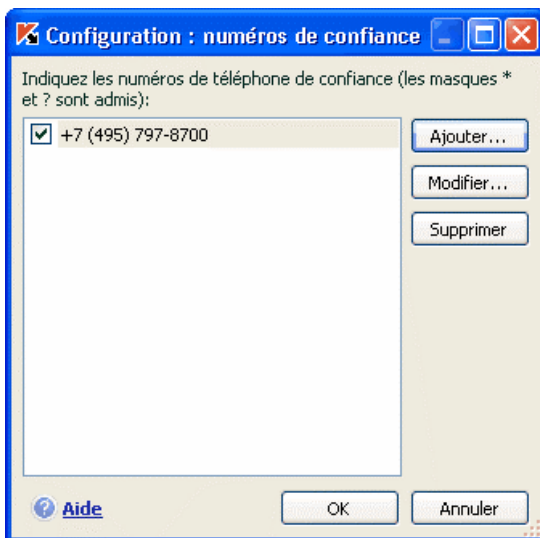 Configuration : numéros de confiance
Indiquez les numéros de téléphone de confiance (les masques *
et ? sont admis):
+7 (495) 797-8700
Ajouter...
Modifier...
Supprimer
Aide
OK
Annuler